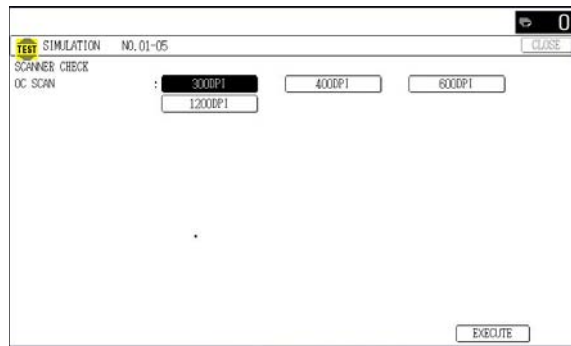 0
TEST SIMULATION NO.01-05
CLOSE
SCANNER CHECK
OC SCAN : 300DPI 400DPI 600DPI
1200DPI
EXECUTE